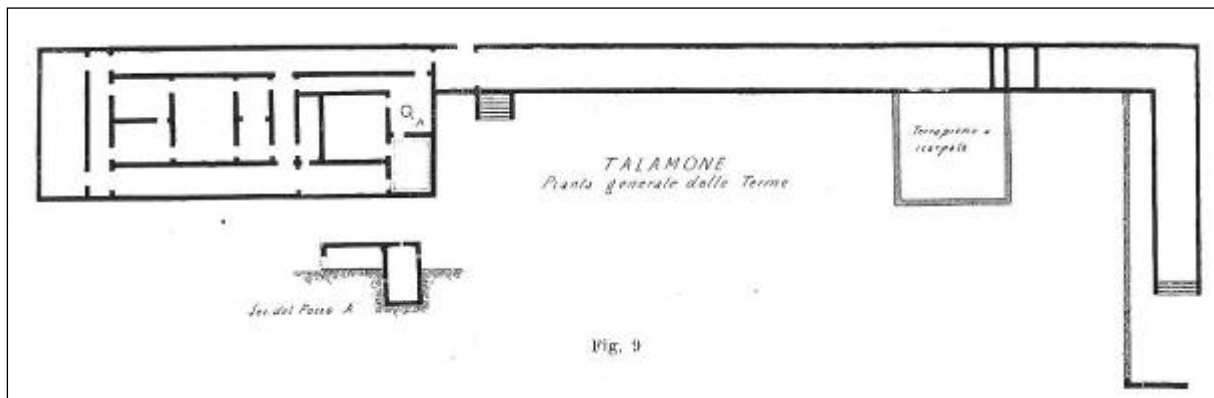 A
TALAMONE
Pianta generale delle Terme
Terrapieno a
scarpata
Sez. del Pozzo A
Fig. 9